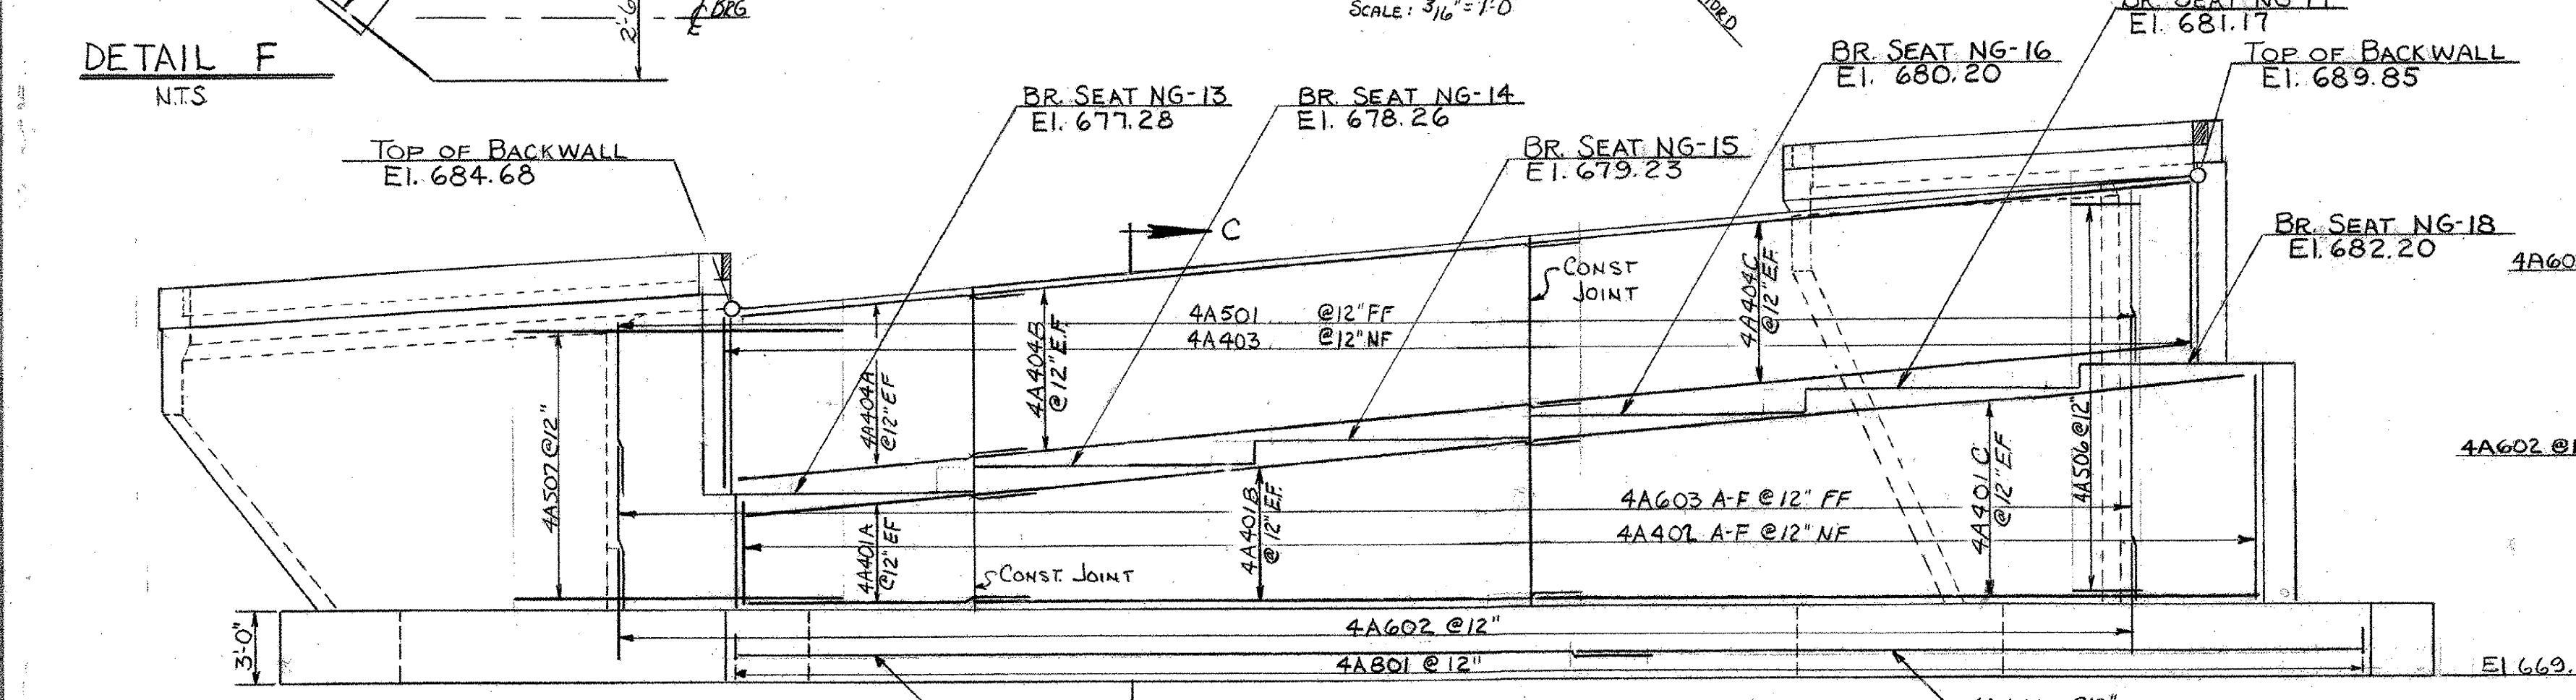 2'-6
₵ BRG
SCALE: 3/16" = 1'-0
DETAIL F
N.T.S.
BR. SEAT NG-13
El. 677.28
BR. SEAT NG-14
El. 678.26
BR. SEAT NG-15
El. 679.23
BR. SEAT NG-16
El. 680.20
El. 681.17
TOP OF BACKWALL
El. 689.85
TOP OF BACKWALL
El. 684.68
BR. SEAT NG-18
El. 682.20
4A60
C
CONST
JOINT
4A501 @12" FF
4A403 @12" NF
4A404A
@12" EF
4A404B
@12" E.F.
4A404C
@12" E.F.
4A507 @12"
4A506 @12"
4A602 @1
4A603 A-F @12" FF
4A402 A-F @12" NF
4A401A
@12" EF
4A401B
@12" E.F.
4A401C
@12" E.F.
CONST. JOINT
3'-0"
4A602 @12"
4A801 @12"
El 669.